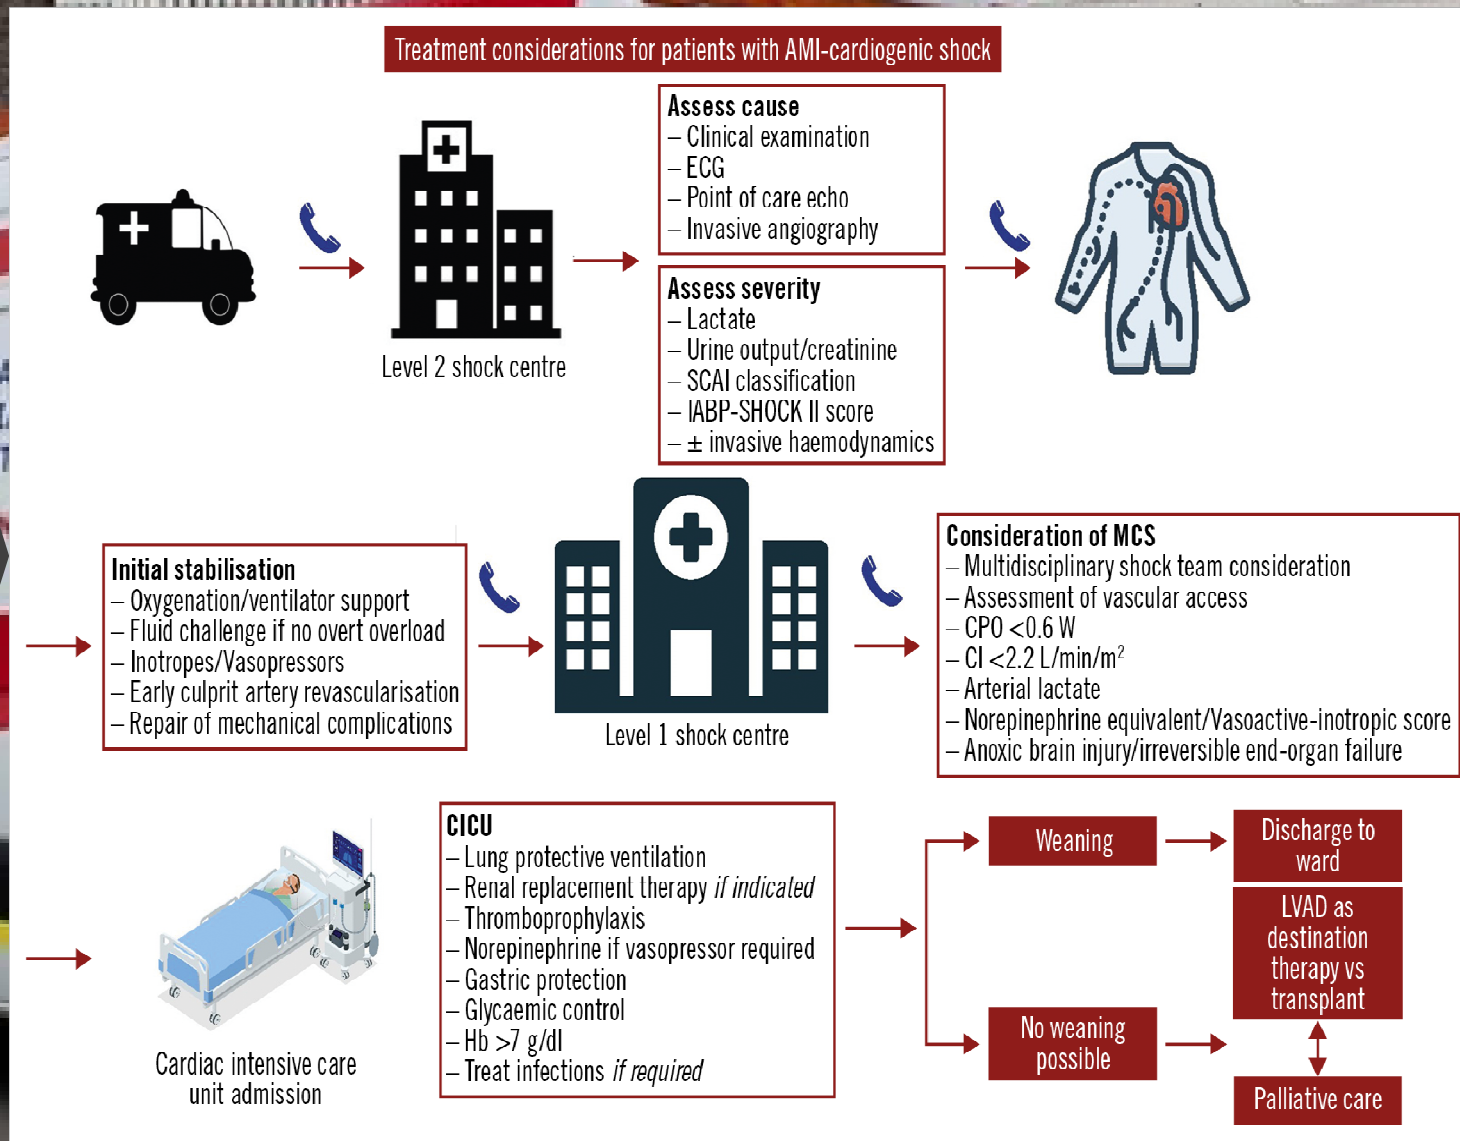 Treatment considerations for patients with AMI-cardiogenic shock
Level 2 shock centre
Assess cause
– Clinical examination
– ECG
– Point of care echo
– Invasive angiography
Assess severity
– Lactate
– Urine output/creatinine
– SCAI classification
– IABP-SHOCK II score
– ± invasive haemodynamics
Initial stabilisation
– Oxygenation/ventilator support
– Fluid challenge if no overt overload
– Inotropes/Vasopressors
– Early culprit artery revascularisation
– Repair of mechanical complications
Level 1 shock centre
Consideration of MCS
– Multidisciplinary shock team consideration
– Assessment of vascular access
– CPO <0.6 W
– CI <2.2 L/min/m²
– Arterial lactate
– Norepinephrine equivalent/Vasoactive-inotropic score
– Anoxic brain injury/irreversible end-organ failure
Cardiac intensive care
unit admission
CICU
– Lung protective ventilation
– Renal replacement therapy if indicated
– Thromboprophylaxis
– Norepinephrine if vasopressor required
– Gastric protection
– Glycaemic control
– Hb >7 g/dl
– Treat infections if required
Weaning
Discharge to
ward
No weaning
possible
LVAD as
destination
therapy vs
transplant
Palliative care